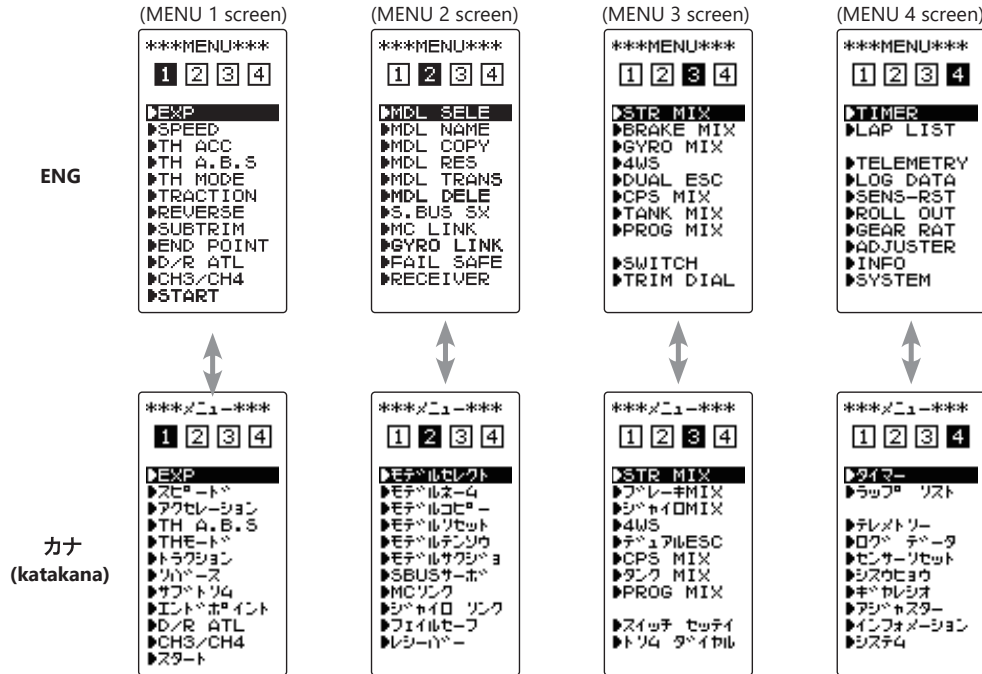 (MENU 1 screen)
(MENU 2 screen)
(MENU 3 screen)
(MENU 4 screen)
ENG
***MENU***
1 2 3 4
▶EXP
▶SPEED
▶TH ACC
▶TH A.B.S
▶TH MODE
▶TRACTION
▶REVERSE
▶SUBTRIM
▶END POINT
▶D/R ATL
▶CH3/CH4
▶START
***MENU***
1 2 3 4
▶MDL SELE
▶MDL NAME
▶MDL COPY
▶MDL RES
▶MDL TRANS
▶MDL DELE
▶S.BUS SX
▶MC LINK
▶GYRO LINK
▶FAIL SAFE
▶RECEIVER
***MENU***
1 2 3 4
▶STR MIX
▶BRAKE MIX
▶GYRO MIX
▶4WS
▶DUAL ESC
▶CPS MIX
▶TANK MIX
▶PROG MIX
▶SWITCH
▶TRIM DIAL
***MENU***
1 2 3 4
▶TIMER
▶LAP LIST
▶TELEMETRY
▶LOG DATA
▶SENS-RST
▶ROLL OUT
▶GEAR RAT
▶ADJUSTER
▶INFO
▶SYSTEM
カナ
(katakana)
***メニュー***
1 2 3 4
▶EXP
▶スピード
▶アクセレーション
▶TH A.B.S
▶THモード
▶トラクション
▶リバース
▶サブトリム
▶エンドポイント
▶D/R ATL
▶CH3/CH4
▶スタート
***メニュー***
1 2 3 4
▶モデルセレクト
▶モデルネーム
▶モデルコピー
▶モデルリセット
▶モデルテンソウ
▶モデルサクジョ
▶SBUSサーボ
▶MCリンク
▶ジャイロ リンク
▶フェイルセーフ
▶レシーバー
***メニュー***
1 2 3 4
▶STR MIX
▶ブレーキMIX
▶ジャイロMIX
▶4WS
▶デュアルESC
▶CPS MIX
▶タンク MIX
▶PROG MIX
▶スイッチ セッテイ
▶トリム ダイヤル
***メニュー***
1 2 3 4
▶タイマー
▶ラップ リスト
▶テレメトリー
▶ログ データ
▶センサーリセット
▶シスウヒョウ
▶ギヤレシオ
▶アジャスター
▶インフォメーション
▶システム